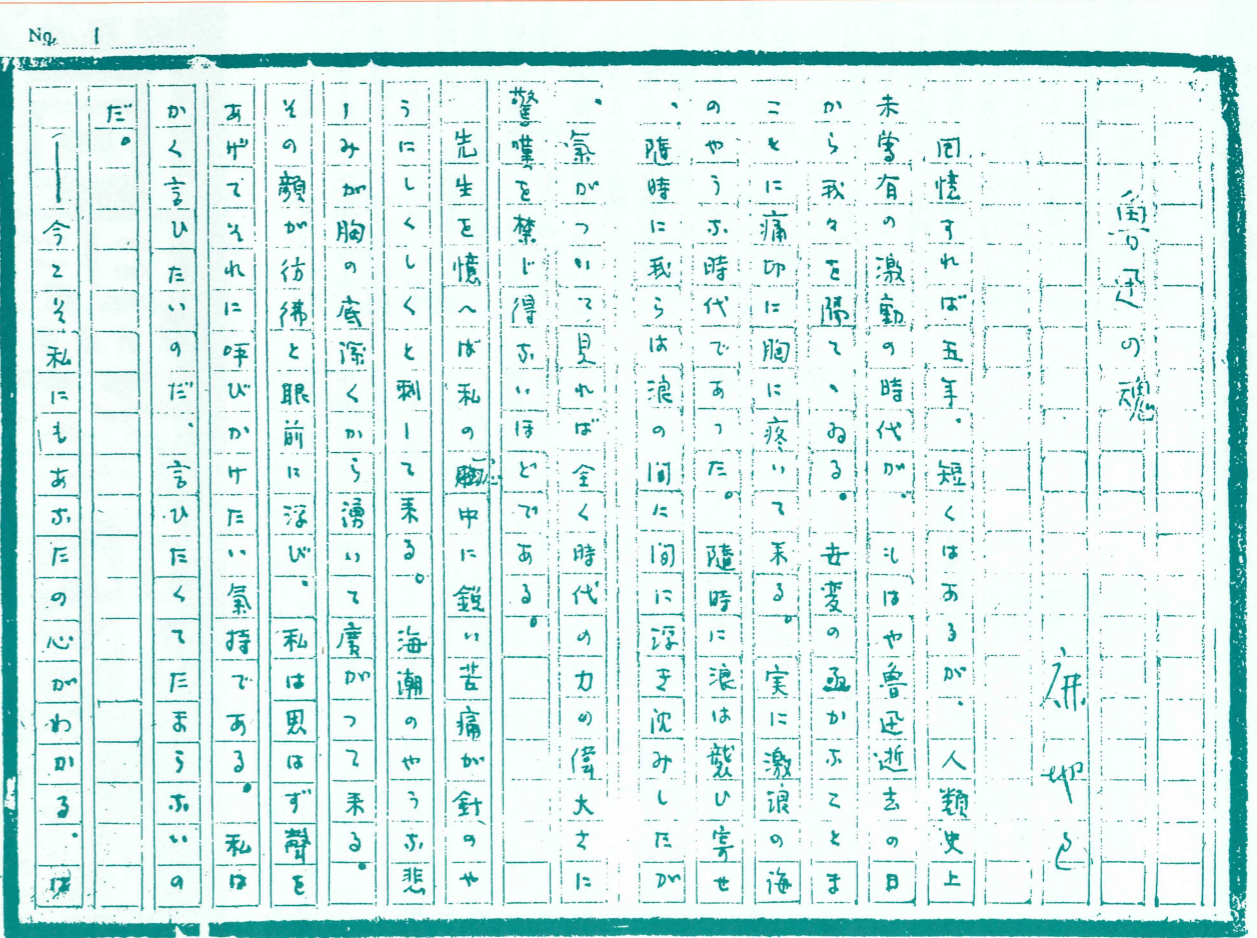 No. 1
魯迅の魂
回憶すれば五年。短くはあるが、人類史上
未曾有の激動の時代が、もはや魯迅逝去の日
から我々を隔てゝゐる。世変の亟かなことま
ことに痛切に胸に疼いて来る。実に激浪の海
のやうな時代であつた。随時に浪は襲ひ寄せ
、随時に我らは浪の間に間に浮き沈みしたが
、氣がついて見れば全く時代の力の偉大さに
驚嘆を禁じ得ないほどである。
先生を憶へば私の胸中に鋭い苦痛が針のや
うにしくしくと刺して来る。海潮のやうな悲
しみが胸の底深くから湧いて廣がつて来る。
その顔が彷彿と眼前に浮び、私は思はず聲を
あげてそれに呼びかけたい氣持である。私は
かく言ひたいのだ、言ひたくてたまらないの
だ。
――今こそ私にもあなたの心がわかる。は